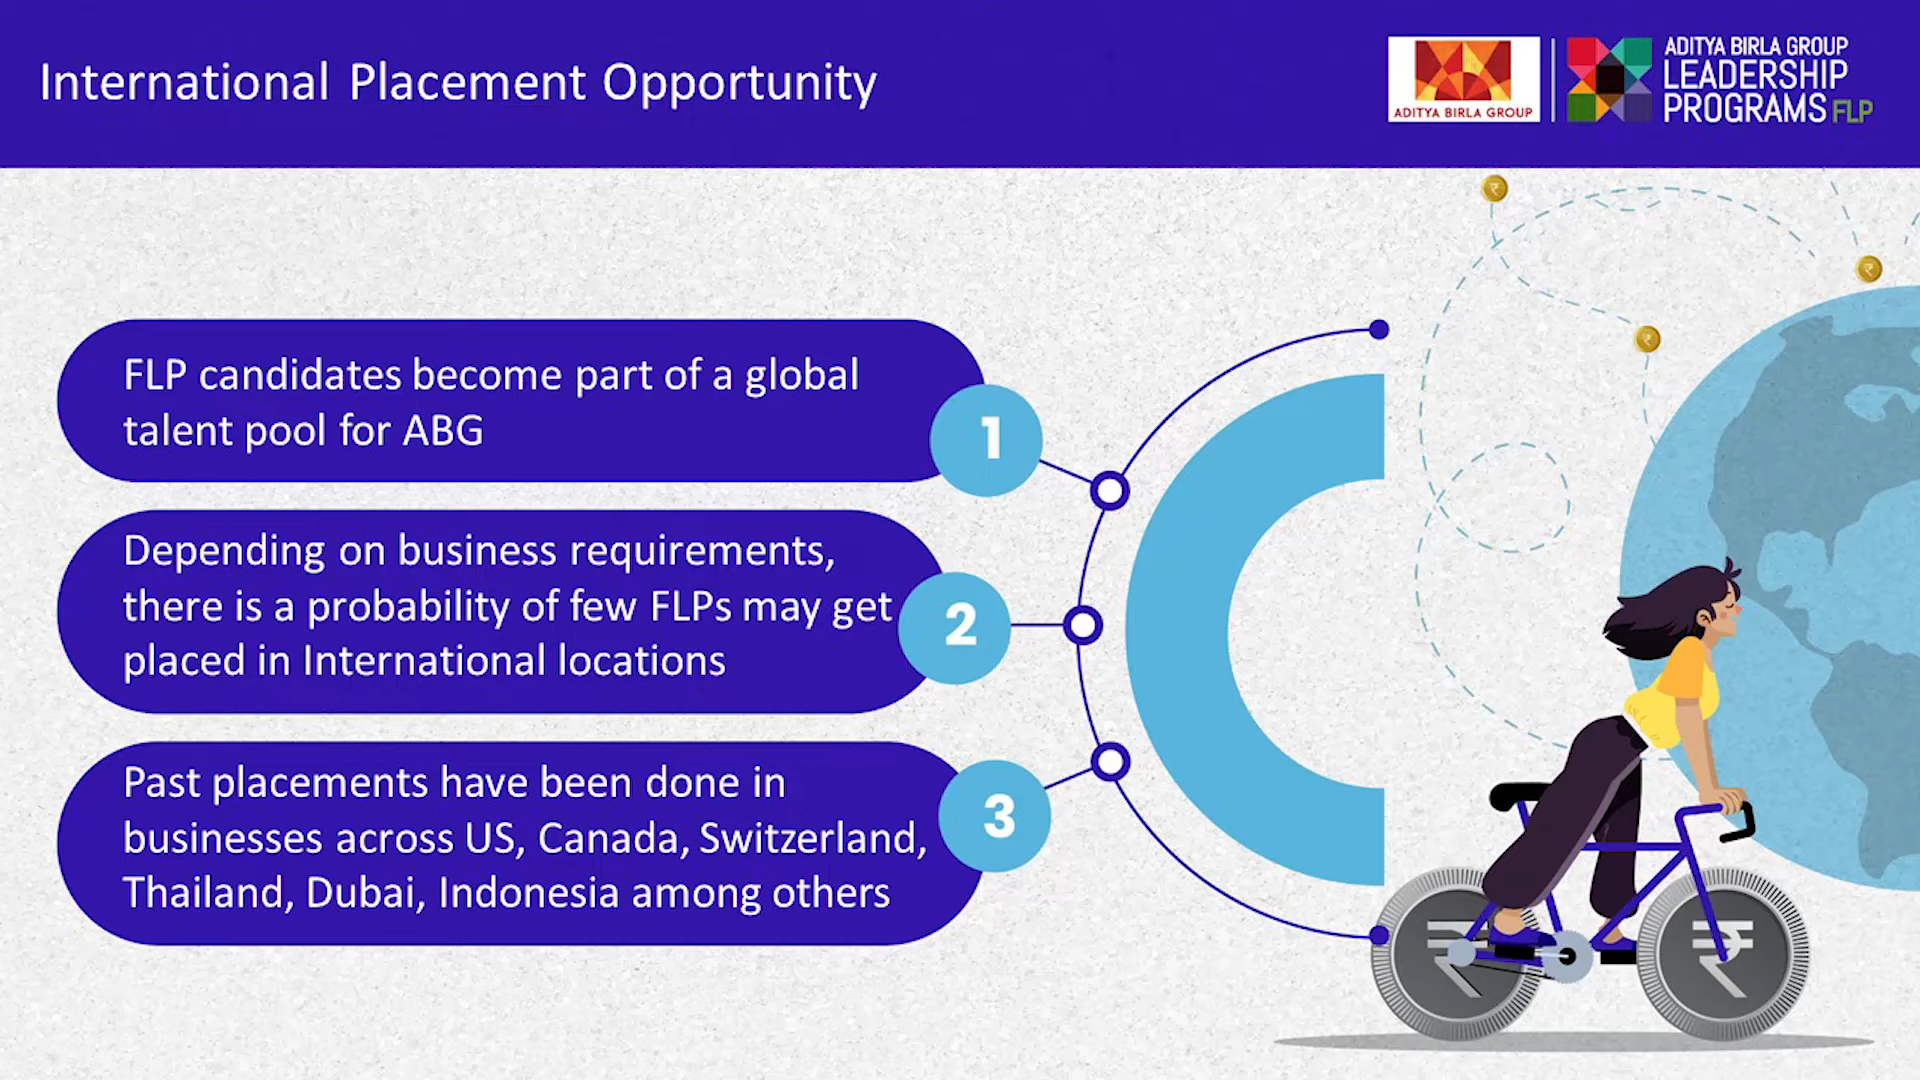 International Placement Opportunity
ADITYA BIRLA GROUP
ADITYA BIRLA GROUP
LEADERSHIP
PROGRAMS FLP
FLP candidates become part of a global
talent pool for ABG
1
Depending on business requirements,
there is a probability of few FLPs may get
placed in International locations
2
Past placements have been done in
businesses across US, Canada, Switzerland,
Thailand, Dubai, Indonesia among others
3
₹
₹
₹
₹
₹